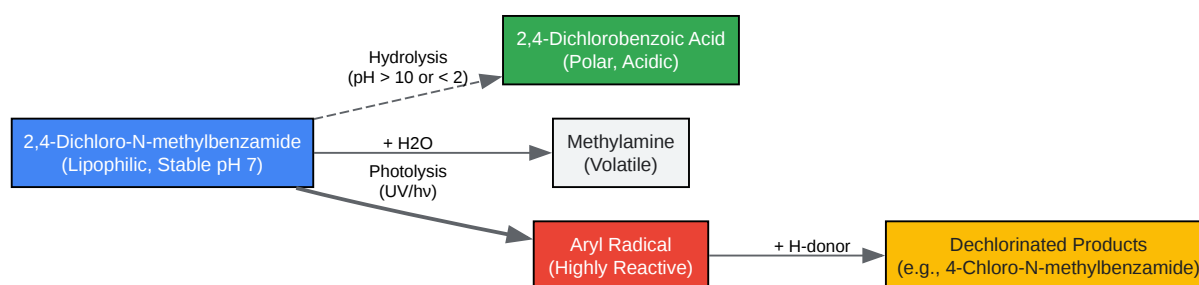 2,4-Dichlorobenzoic Acid
(Polar, Acidic)
Hydrolysis
(pH > 10 or < 2)
2,4-Dichloro-N-methylbenzamide
(Lipophilic, Stable pH 7)
+ H2O
Methylamine
(Volatile)
Photolysis
(UV/hν)
Aryl Radical
(Highly Reactive)
+ H-donor
Dechlorinated Products
(e.g., 4-Chloro-N-methylbenzamide)